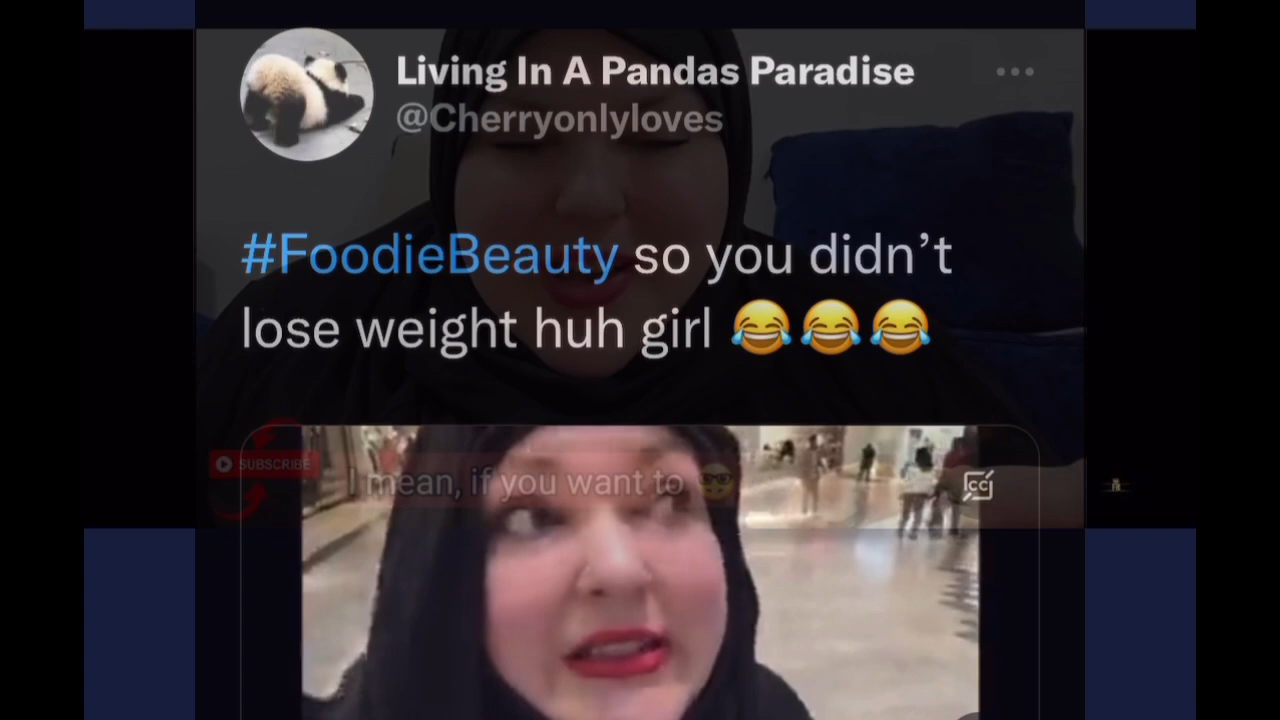 Living In A Pandas Paradise
@Cherryonlyloves
#FoodieBeauty so you didn’t
lose weight huh girl 😂😂😂
SUBSCRIBE
I mean, if you want to 🤓
CC